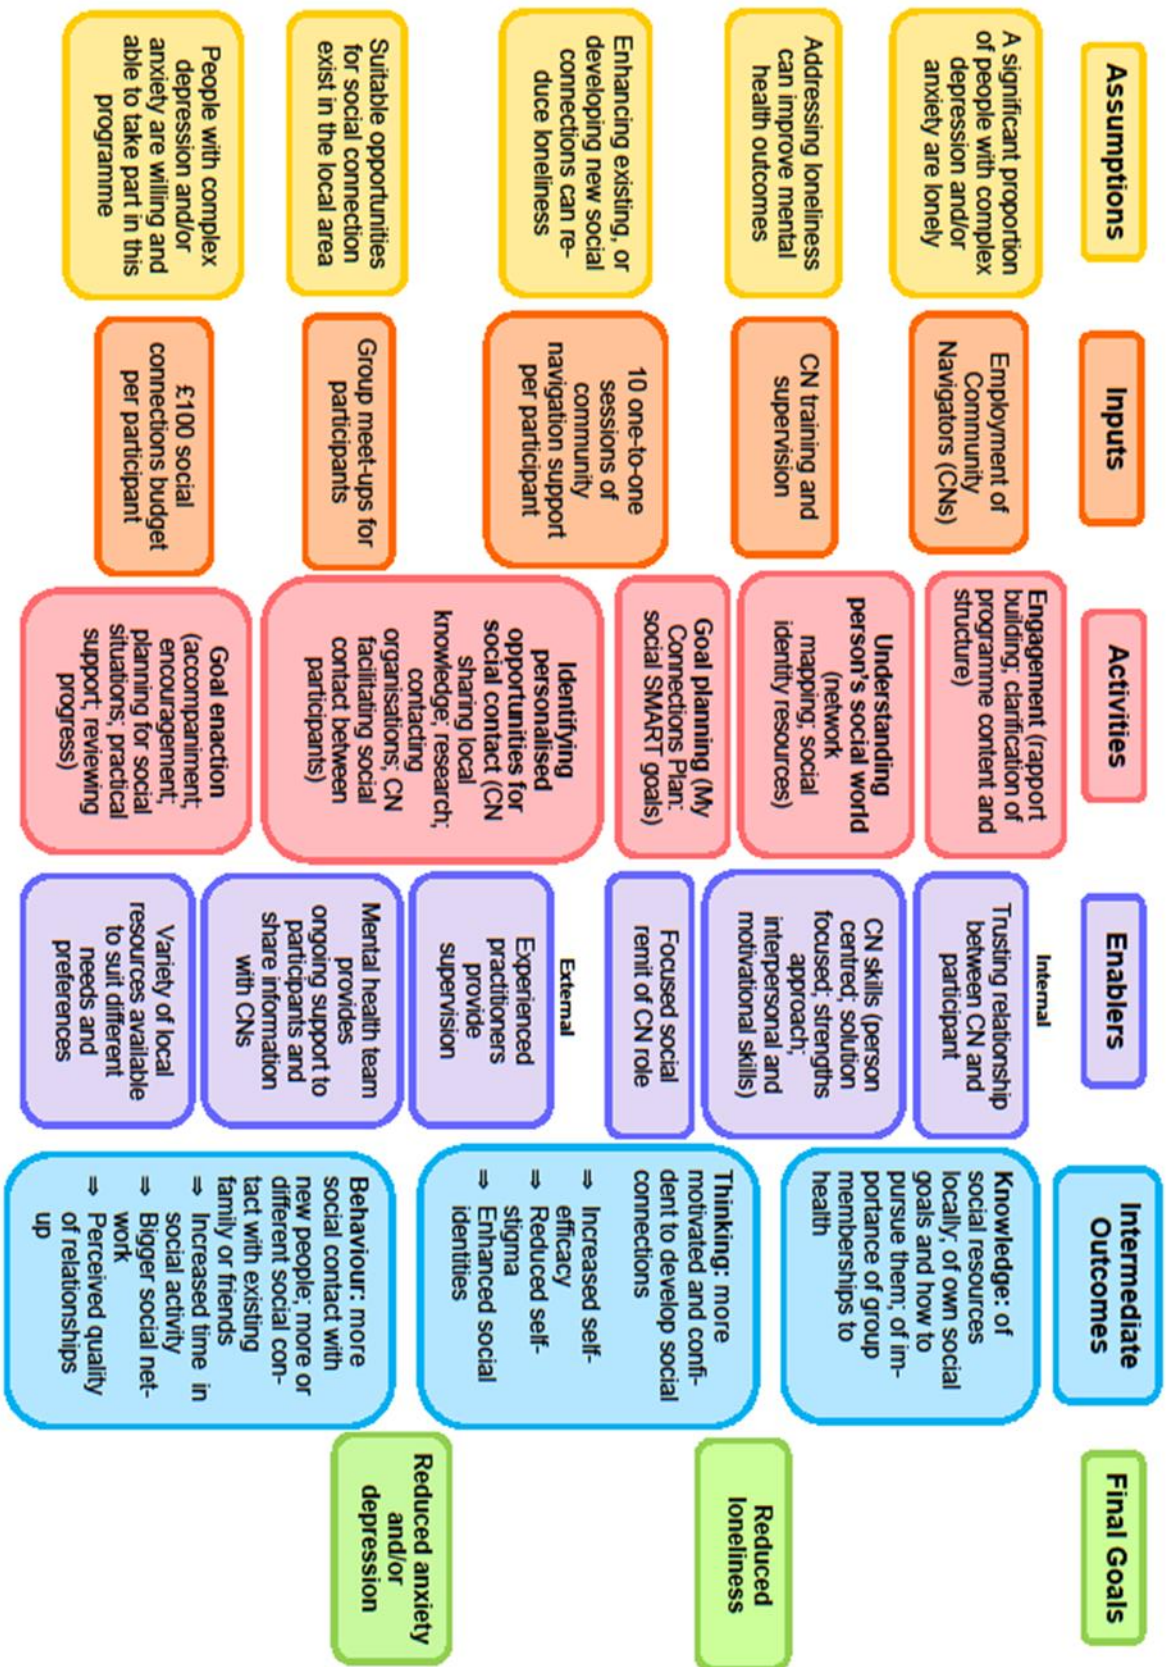 Assumptions
A significant proportion
of people with complex
depression and/or
anxiety are lonely
Addressing loneliness
can improve mental
health outcomes
Enhancing existing, or
developing new social
connections can re-
duce loneliness
Suitable opportunities
for social connection
exist in the local area
People with complex
depression and/or
anxiety are willing and
able to take part in this
programme
Inputs
Employment of
Community
Navigators (CNs)
CN training and
supervision
10 one-to-one
sessions of
community
navigation support
per participant
Group meet-ups for
participants
£100 social
connections budget
per participant
Activities
Engagement (rapport
building; clarification of
programme content and
structure)
Understanding
person's social world
(network
mapping; social
identity resources)
Goal planning (My
Connections Plan:
social SMART goals)
Identifying
personalised
opportunities for
social contact (CN
sharing local
knowledge; research;
contacting
organisations; CN
facilitating social
contact between
participants)
Goal enaction
(accompaniment;
encouragement;
planning for social
situations; practical
support; reviewing
progress)
Enablers
Internal
Trusting relationship
between CN and
participant
CN skills (person
centred; solution
focused; strengths
approach;
interpersonal and
motivational skills)
Focused social
remit of CN role
External
Experienced
practitioners
provide
supervision
Mental health team
provides
ongoing support to
participants and
share information
with CNs
Variety of local
resources available
to suit different
needs and
preferences
Intermediate
Outcomes
Knowledge: of
social resources
locally; of own social
goals and how to
pursue them; of im-
portance of group
memberships to
health
Thinking: more
motivated and confi-
dent to develop social
connections
⇒ Increased self-
efficacy
⇒ Reduced self-
stigma
⇒ Enhanced social
identities
Behaviour: more
social contact with
new people; more or
different social con-
tact with existing
family or friends
⇒ Increased time in
social activity
⇒ Bigger social net-
work
⇒ Perceived quality
of relationships
up
Final Goals
Reduced
loneliness
Reduced anxiety
and/or
depression